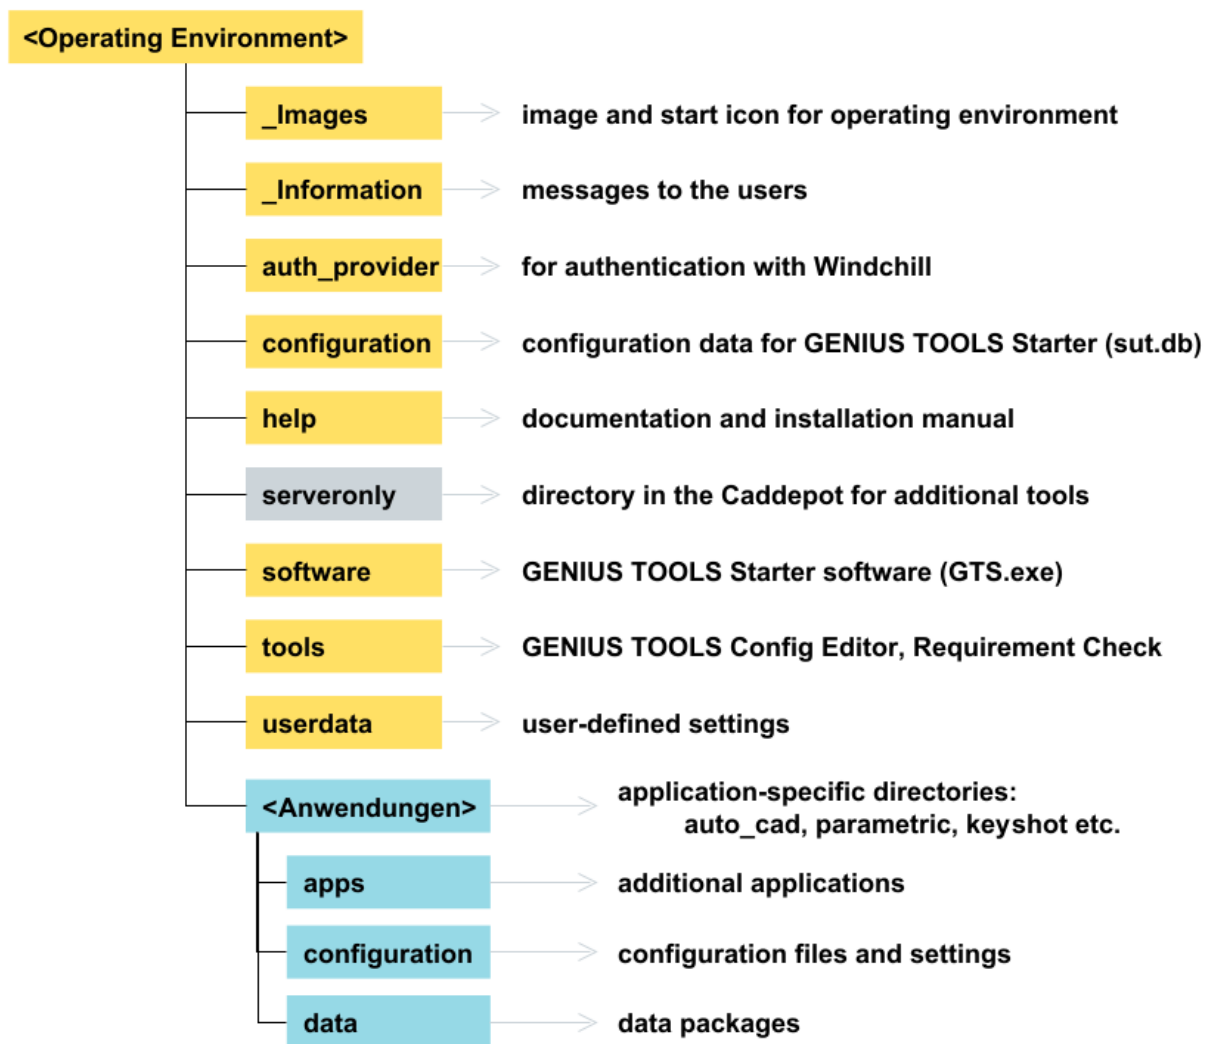 <Operating Environment>
_Images
image and start icon for operating environment
_Information
messages to the users
auth_provider
for authentication with Windchill
configuration
configuration data for GENIUS TOOLS Starter (sut.db)
help
documentation and installation manual
serveronly
directory in the Caddepot for additional tools
software
GENIUS TOOLS Starter software (GTS.exe)
tools
GENIUS TOOLS Config Editor, Requirement Check
userdata
user-defined settings
<Anwendungen>
application-specific directories:
auto_cad, parametric, keyshot etc.
apps
additional applications
configuration
configuration files and settings
data
data packages